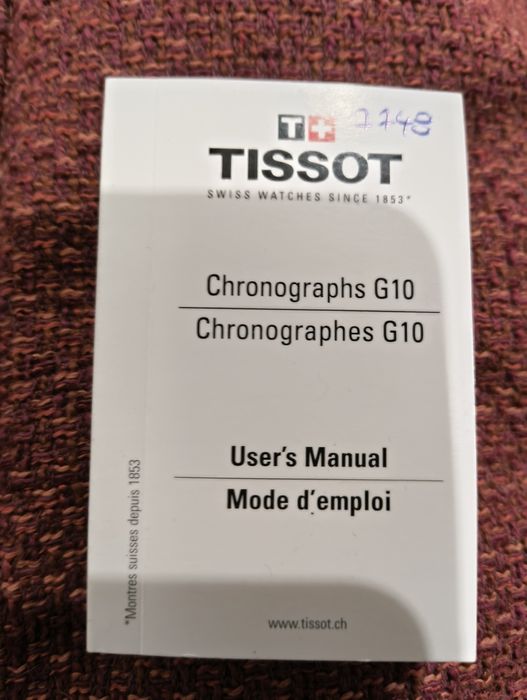 T+ 1148
TISSOT
SWISS WATCHES SINCE 1853*
Chronographs G10
Chronographes G10
User's Manual
Mode d'emploi
*Montres suisses depuis 1853
www.tissot.ch